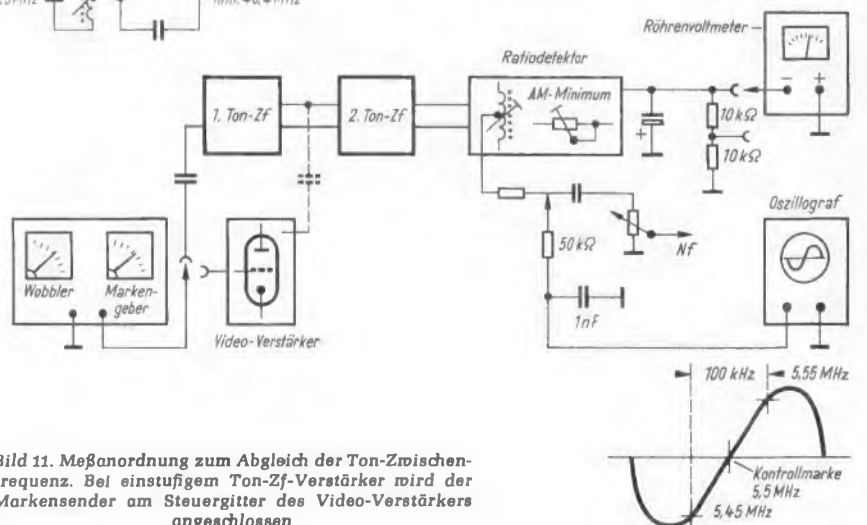 Röhrenvoltmeter
Ratiodetektor
AM-Minimum
1. Ton-Zf
2. Ton-Zf
+
- +
10 kΩ
10 kΩ
Oszillograf
50 kΩ
Nf
1nF
Wobbler
Marken-
geber
Video-Verstärker
100 kHz
5,55 MHz
Kontrollmarke
5,5 MHz
5,45 MHz
Bild 11. Meßanordnung zum Abgleich der Ton-Zwischen-
frequenz. Bei einstufigem Ton-Zf-Verstärker wird der
Markensender am Steuergitter des Video-Verstärkers
angeschlossen